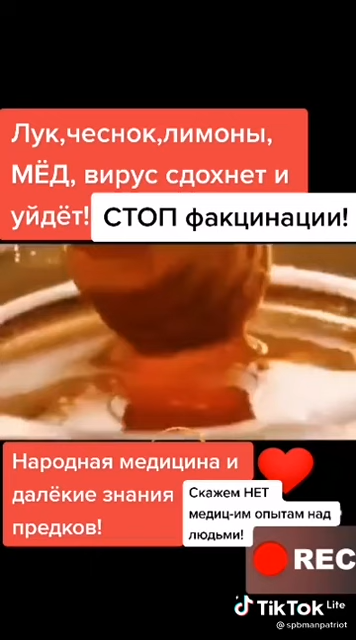 Лук,чеснок,лимоны,
МЁД, вирус сдохнет и
уйдёт!
СТОП факцинации!
Народная медицина и
далёкие знания
предков!
Скажем НЕТ
медиц-им опытам над
людьми!
REC
TikTok Lite
@spbmanpatriot